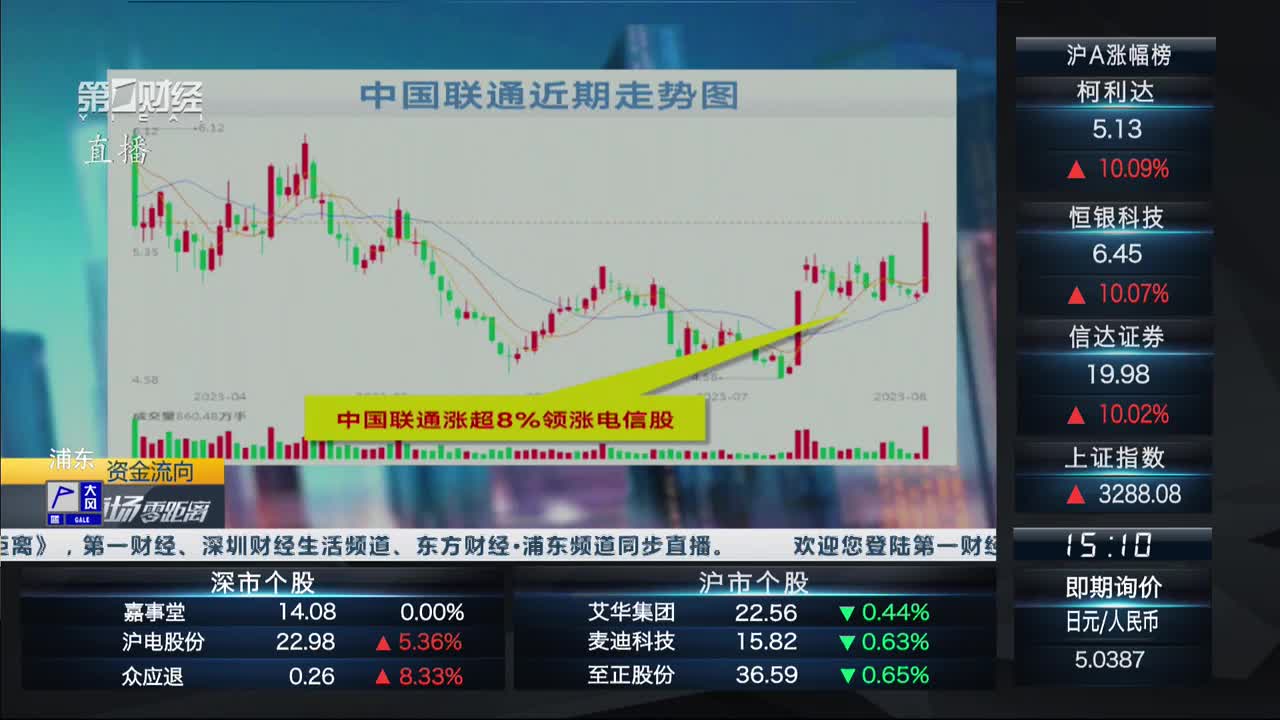 第一财经
YICAI
直播
中国联通近期走势图
6.12
6.12
5.35
4.58
4.58
2023-04
2023-07
2023-08
成交量860.48万手
中国联通涨超8%领涨电信股
浦东
资金流向
大风
GALE
市场零距离
距离》，第一财经、深圳财经生活频道、东方财经·浦东频道同步直播。 欢迎您登陆第一财经
深市个股
嘉事堂 14.08 0.00%
沪电股份 22.98 ▲ 5.36%
众应退 0.26 ▲ 8.33%
沪市个股
艾华集团 22.56 ▼ 0.44%
麦迪科技 15.82 ▼ 0.63%
至正股份 36.59 ▼ 0.65%
沪A涨幅榜
柯利达
5.13
▲ 10.09%
恒银科技
6.45
▲ 10.07%
信达证券
19.98
▲ 10.02%
上证指数
▲ 3288.08
15:10
即期询价
日元/人民币
5.0387